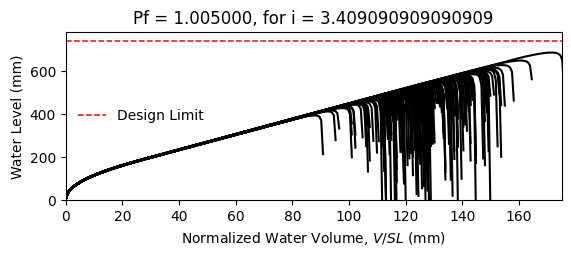 Pf = 1.005000, for i = 3.409090909090909
Water Level (mm)
600
400
200
0
Design Limit
0 20 40 60 80 100 120 140 160
Normalized Water Volume, V/SL (mm)